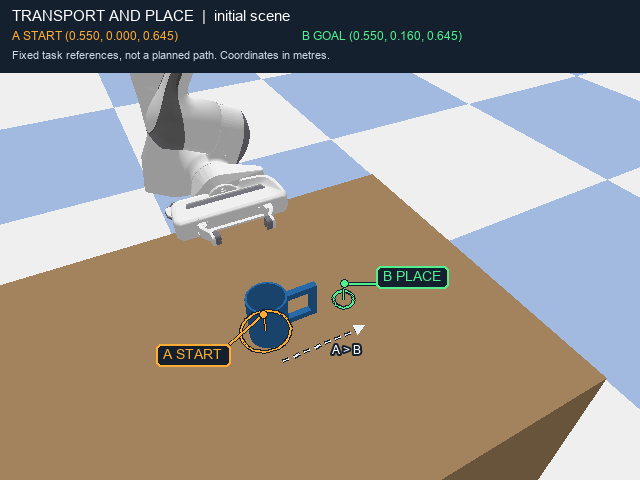 TRANSPORT AND PLACE | initial scene
A START (0.550, 0.000, 0.645) B GOAL (0.550, 0.160, 0.645)
Fixed task references, not a planned path. Coordinates in metres.
B PLACE
A START
A>B